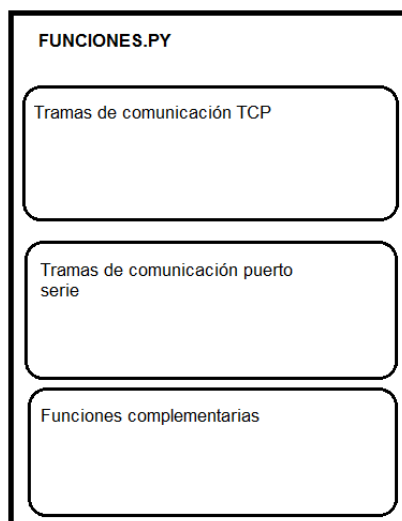 FUNCIONES.PY
Tramas de comunicación TCP
Tramas de comunicación puerto
serie
Funciones complementarias